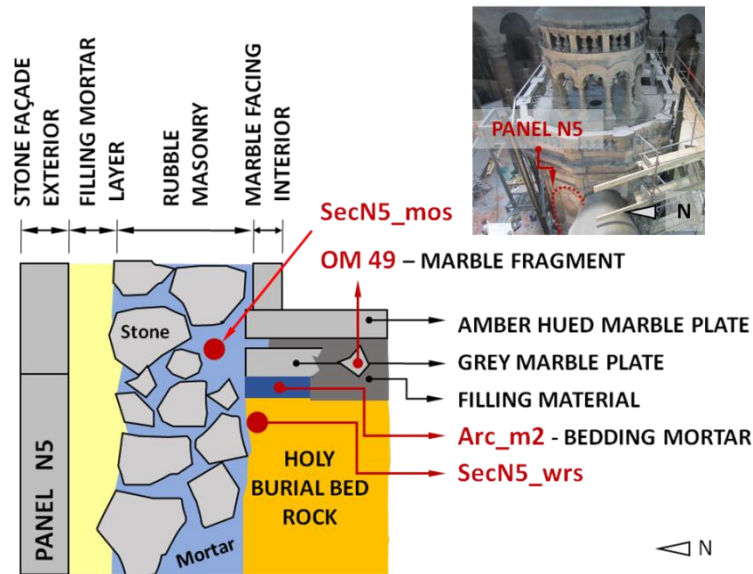 STONE FAÇADE
EXTERIOR
FILLING MORTAR
LAYER
RUBBLE
MASONRY
MARBLE FACING
INTERIOR
PANEL N5
N
SecN5_mos
OM 49 – MARBLE FRAGMENT
Stone
AMBER HUED MARBLE PLATE
GREY MARBLE PLATE
FILLING MATERIAL
Arc_m2 - BEDDING MORTAR
SecN5_wrs
HOLY
BURIAL BED
ROCK
PANEL N5
Mortar
N